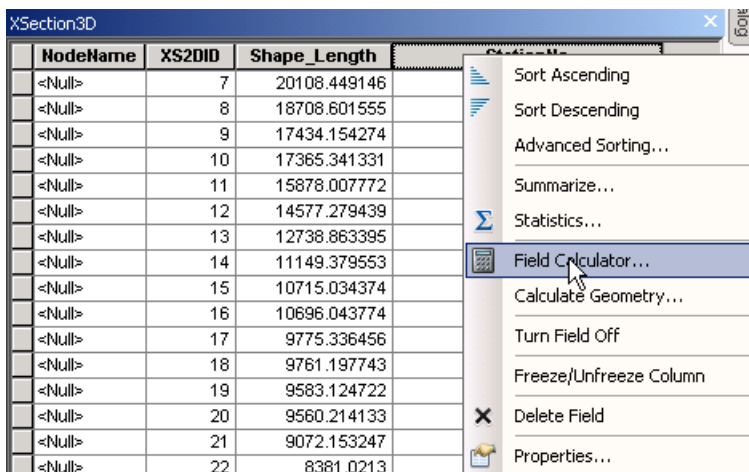 XSection3D
NodeName XS2DID Shape_Length StationNo
<Null> 7 20108.449146
<Null> 8 18708.601555
<Null> 9 17434.154274
<Null> 10 17365.341331
<Null> 11 15878.007772
<Null> 12 14577.279439
<Null> 13 12738.863395
<Null> 14 11149.379553
<Null> 15 10715.034374
<Null> 16 10696.043774
<Null> 17 9775.336456
<Null> 18 9761.197743
<Null> 19 9583.124722
<Null> 20 9560.214133
<Null> 21 9072.153247
<Null> 22 8381.0213
Sort Ascending
Sort Descending
Advanced Sorting...
Summarize...
Σ Statistics...
Field Calculator...
Calculate Geometry...
Turn Field Off
Freeze/Unfreeze Column
Delete Field
Properties...